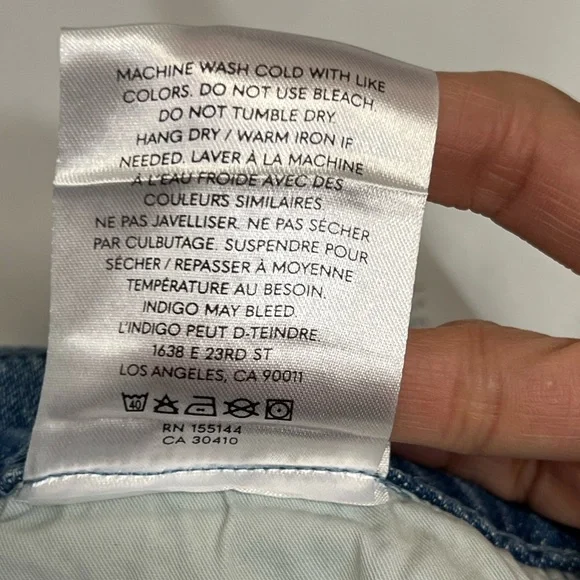 MACHINE WASH COLD WITH LIKE
COLORS. DO NOT USE BLEACH.
DO NOT TUMBLE DRY.
HANG DRY / WARM IRON IF
NEEDED. LAVER À LA MACHINE
À L'EAU FROIDE AVEC DES
COULEURS SIMILAIRES
NE PAS JAVELLISER. NE PAS SÉCHER
PAR CULBUTAGE. SUSPENDRE POUR
SÉCHER / REPASSER À MOYENNE
TEMPÉRATURE AU BESOIN.
INDIGO MAY BLEED.
L'INDIGO PEUT D-TEINDRE.
1638 E 23RD ST
LOS ANGELES, CA 90011
40
RN 155144
CA 30410